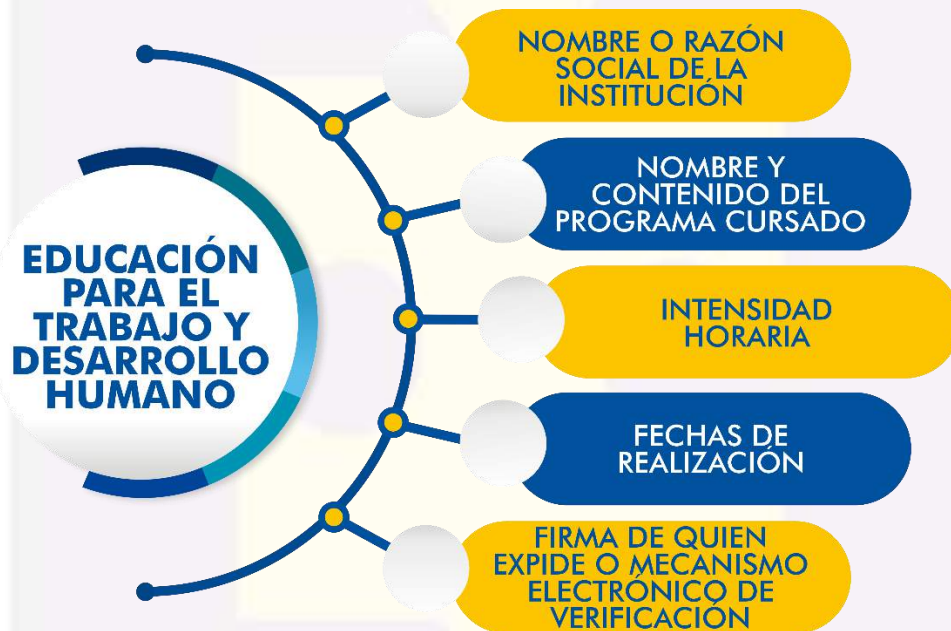 EDUCACIÓN
PARA EL
TRABAJO Y
DESARROLLO
HUMANO
NOMBRE O RAZÓN
SOCIAL DE LA
INSTITUCIÓN
NOMBRE Y
CONTENIDO DEL
PROGRAMA CURSADO
INTENSIDAD
HORARIA
FECHAS DE
REALIZACIÓN
FIRMA DE QUIEN
EXPIDE O MECANISMO
ELECTRÓNICO DE
VERIFICACIÓN